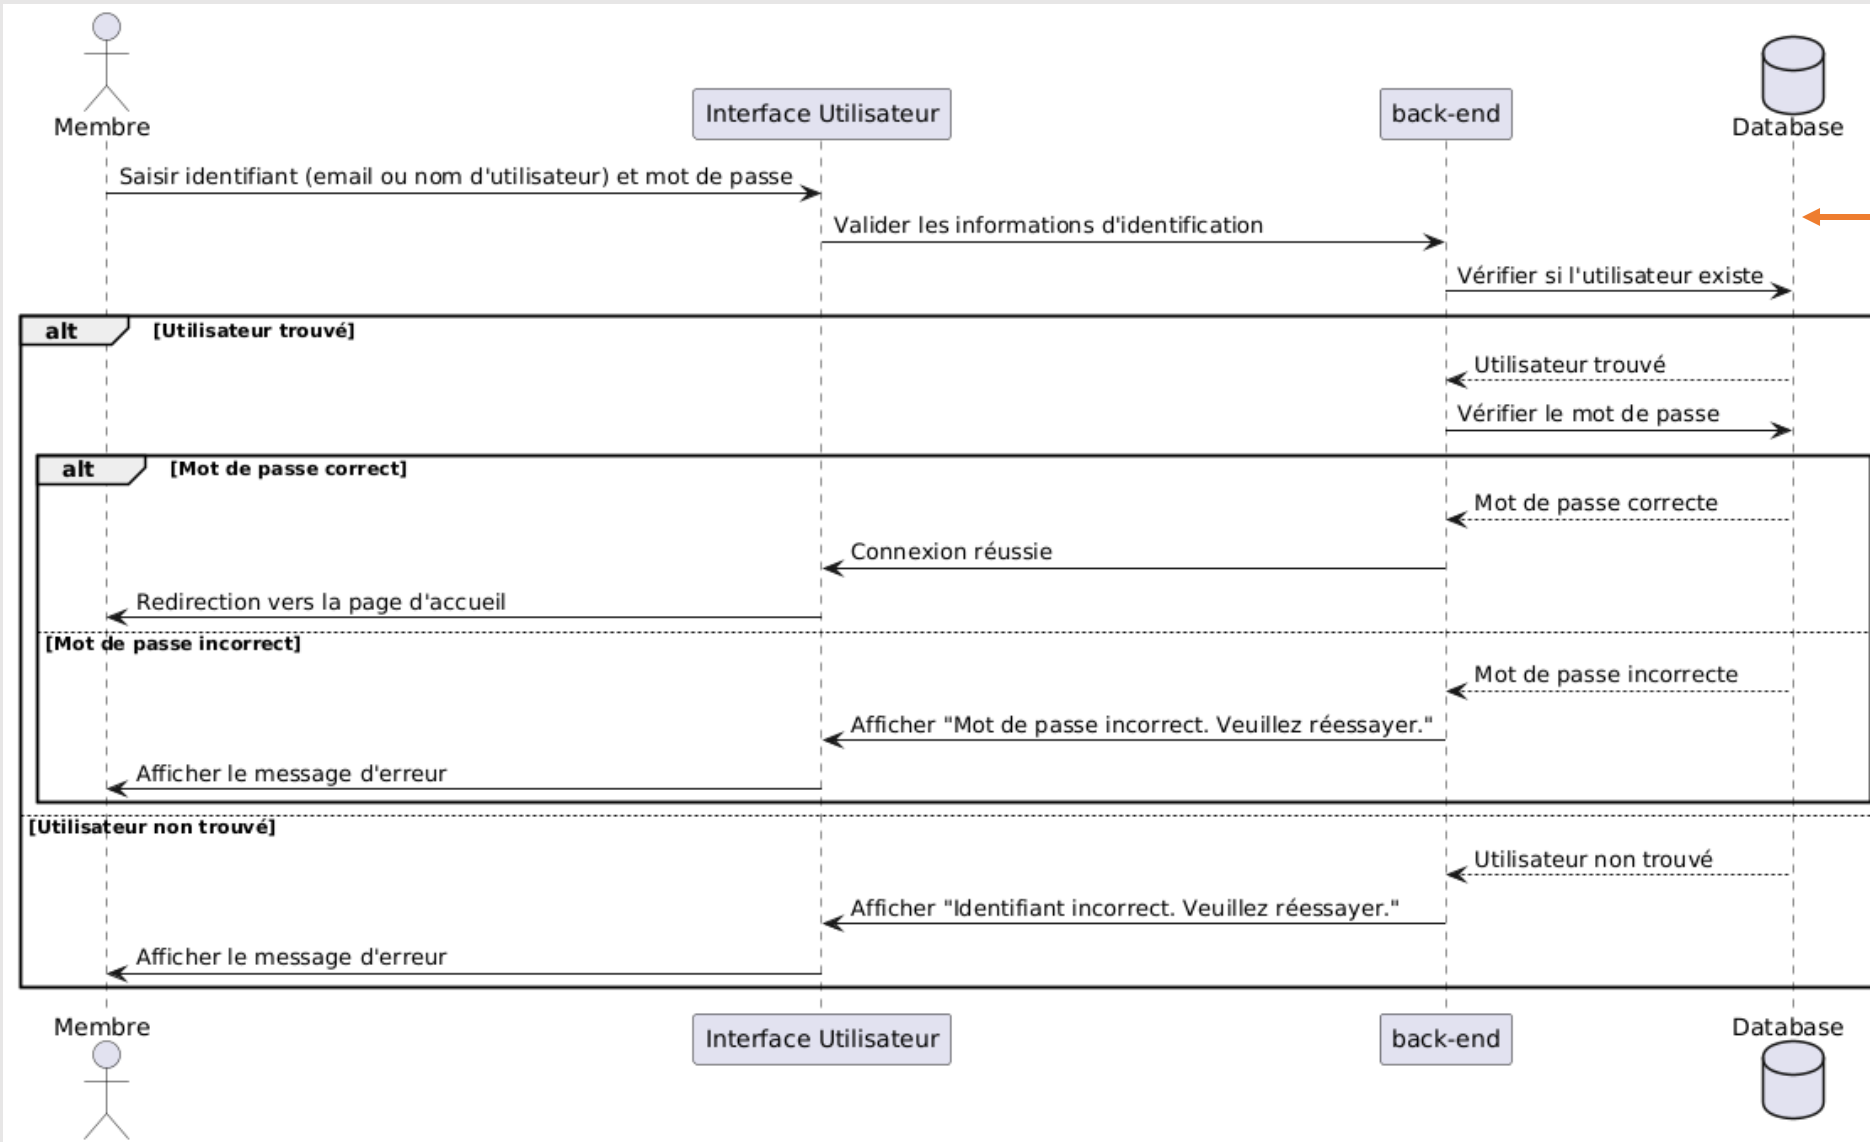 Membre
Interface Utilisateur
back-end
Database
Saisir identifiant (email ou nom d'utilisateur) et mot de passe
Valider les informations d'identification
Vérifier si l'utilisateur existe
alt [Utilisateur trouvé]
Utilisateur trouvé
Vérifier le mot de passe
alt [Mot de passe correct]
Mot de passe correcte
Connexion réussie
Redirection vers la page d'accueil
[Mot de passe incorrect]
Mot de passe incorrecte
Afficher "Mot de passe incorrect. Veuillez réessayer."
Afficher le message d'erreur
[Utilisateur non trouvé]
Utilisateur non trouvé
Afficher "Identifiant incorrect. Veuillez réessayer."
Afficher le message d'erreur
Membre
Interface Utilisateur
back-end
Database